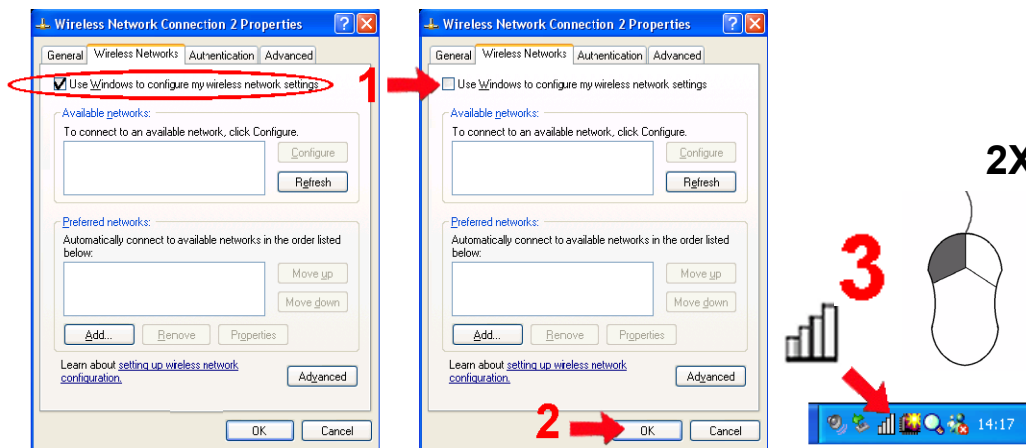 Wireless Network Connection 2 Properties
General Wireless Networks Authentication Advanced
Use Windows to configure my wireless network settings
Available networks:
To connect to an available network, click Configure.
Configure
Refresh
Preferred networks:
Automatically connect to available networks in the order listed
below:
Move up
Move down
Add... Remove Properties
Learn about setting up wireless network
configuration.
Advanced
OK Cancel
1
Wireless Network Connection 2 Properties
General Wireless Networks Authentication Advanced
Use Windows to configure my wireless network settings
Available networks:
To connect to an available network, click Configure.
Configure
Refresh
Preferred networks:
Automatically connect to available networks in the order listed
below:
Move up
Move down
Add... Remove Properties
Learn about setting up wireless network
configuration.
Advanced
2
OK Cancel
2X
3
14:17